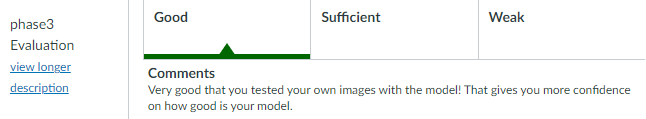 phase3
Evaluation
view longer
description
Good
Sufficient
Weak
Comments
Very good that you tested your own images with the model! That gives you more confidence
on how good is your model.